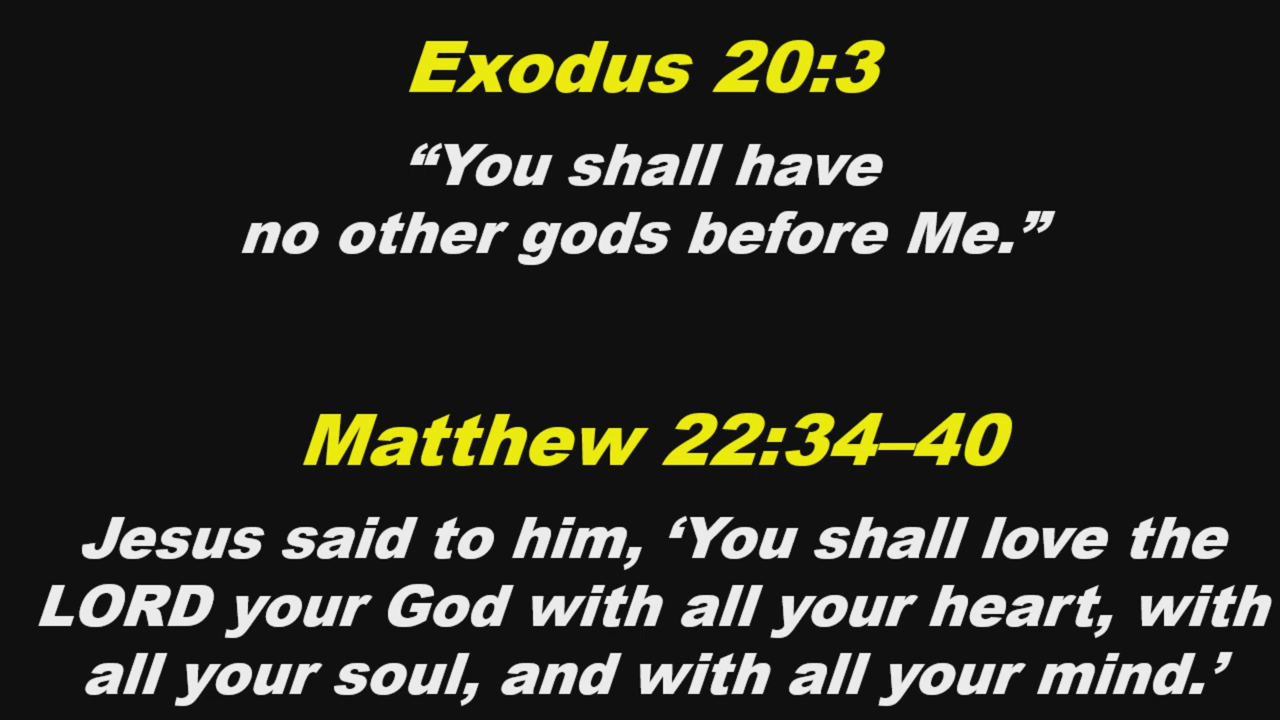 Exodus 20:3
“You shall have
no other gods before Me.”
Matthew 22:34–40
Jesus said to him, ‘You shall love the
LORD your God with all your heart, with
all your soul, and with all your mind.’